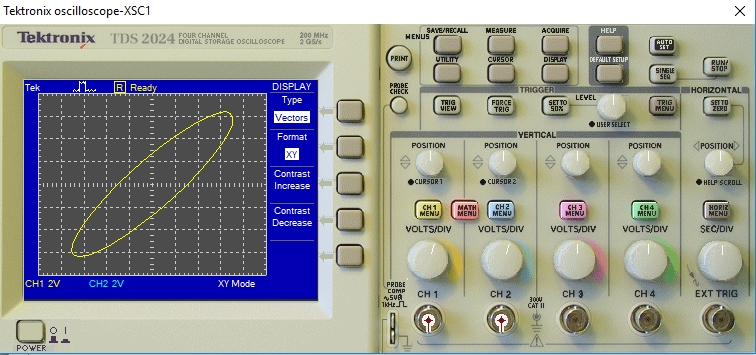 Tektronix oscilloscope-XSC1
Tektronix TDS 2024 FOUR CHANNEL DIGITAL STORAGE OSCILLOSCOPE 200 MHz 2 GS/s
Tek R Ready DISPLAY
Type
Vectors
Format
XY
Contrast
Increase
Contrast
Decrease
CH1 2V CH2 2V XY Mode
POWER
PRINT
PROBE CHECK
MENUS
SAVE/RECALL MEASURE ACQUIRE
UTILITY CURSOR DISPLAY
HELP
DEFAULT SETUP
AUTO SET
SINGLE SEQ
RUN/ STOP
TRIGGER
TRIG VIEW
FORCE TRIG
SET TO 50%
LEVEL
USER SELECT
TRIG MENU
HORIZONTAL
SET TO ZERO
VERTICAL
POSITION POSITION POSITION POSITION POSITION
CURSOR 1 CURSOR 2 HELP SCROLL
CH 1 MENU
MATH MENU
CH 2 MENU
CH 3 MENU
CH 4 MENU
HORIZ MENU
VOLTS/DIV VOLTS/DIV VOLTS/DIV VOLTS/DIV SEC/DIV
PROBE COMP
~5V
1kHz
CH 1 CH 2 CH 3 CH 4 EXT TRIG
300V
CAT II